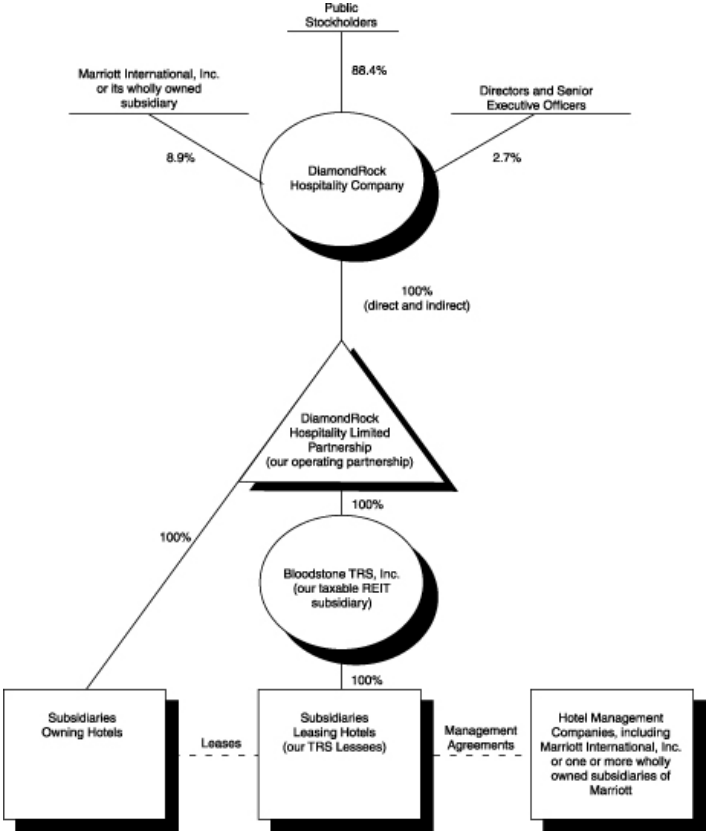 Public
Stockholders
88.4%
Marriott International, Inc.
or its wholly owned
subsidiary
8.9%
Directors and Senior
Executive Officers
2.7%
DiamondRock
Hospitality Company
100%
(direct and indirect)
DiamondRock
Hospitality Limited
Partnership
(our operating partnership)
100%
100%
Bloodstone TRS, Inc.
(our taxable REIT
subsidiary)
100%
Subsidiaries
Owning Hotels
Leases
Subsidiaries
Leasing Hotels
(our TRS Lessees)
Management
Agreements
Hotel Management
Companies, including
Marriott International, Inc.
or one or more wholly
owned subsidiaries of
Marriott